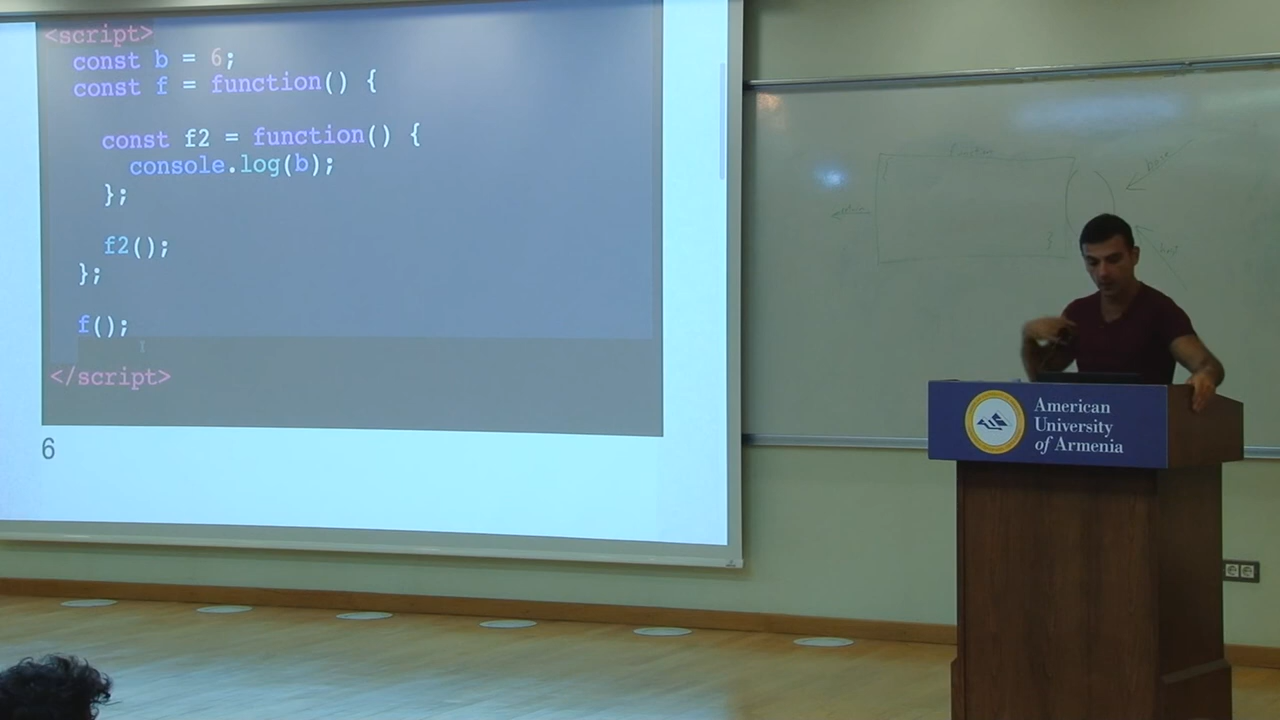 <script>
const b = 6;
const f = function() {
const f2 = function() {
console.log(b);
};
f2();
};
f();
</script>
6
American
University
of Armenia